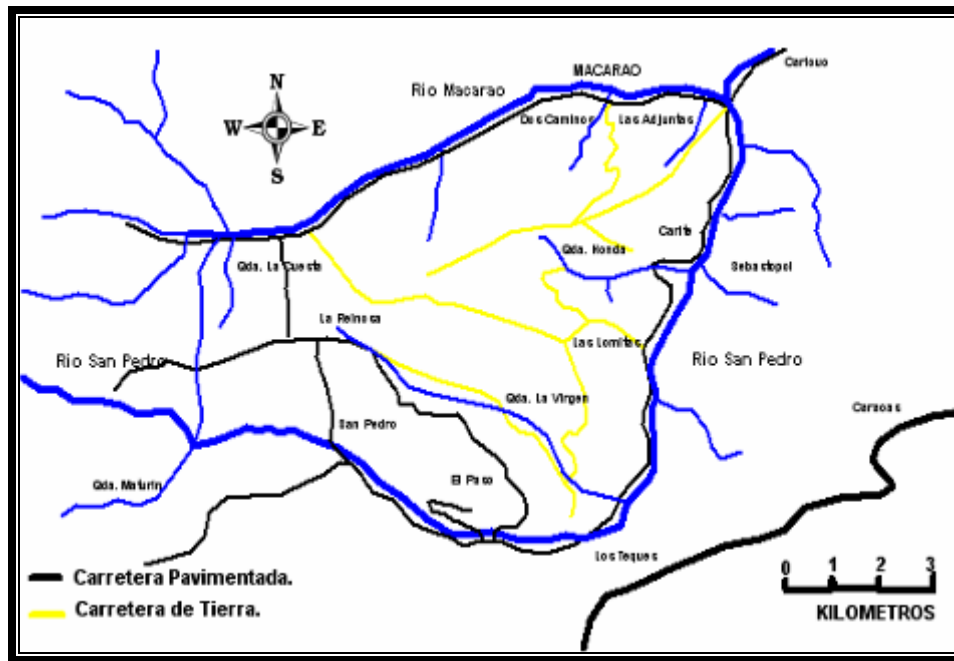 Caricuo
MACARAO
Rio Macarao
N
Dos Caminos
Las Adjuntas
W
E
S
Carite
Qda. Honda
Qda. La Cuesta
Sebastopol
La Reinosa
Las Lomitas
Rio San Pedro
Rio San Pedro
Qda. La Virgen
Caracas
San Pedro
El Paso
Qda. Maturin
Los Teques
Carretera Pavimentada.
0 1 2 3
Carretera de Tierra.
KILOMETROS